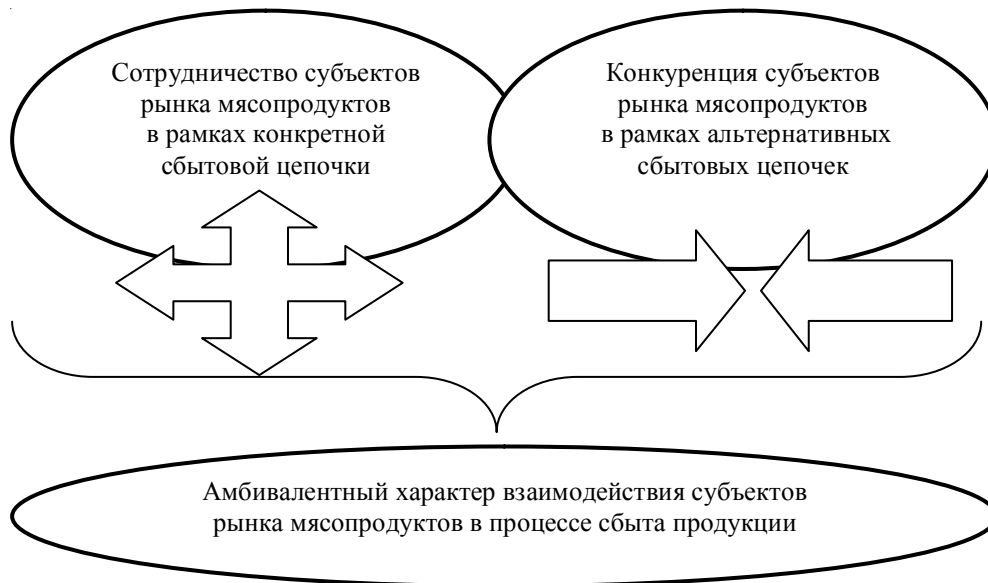 Сотрудничество субъектов
рынка мясопродуктов
в рамках конкретной
сбытовой цепочки
Конкуренция субъектов
рынка мясопродуктов
в рамках альтернативных
сбытовых цепочек
Амбивалентный характер взаимодействия субъектов
рынка мясопродуктов в процессе сбыта продукции